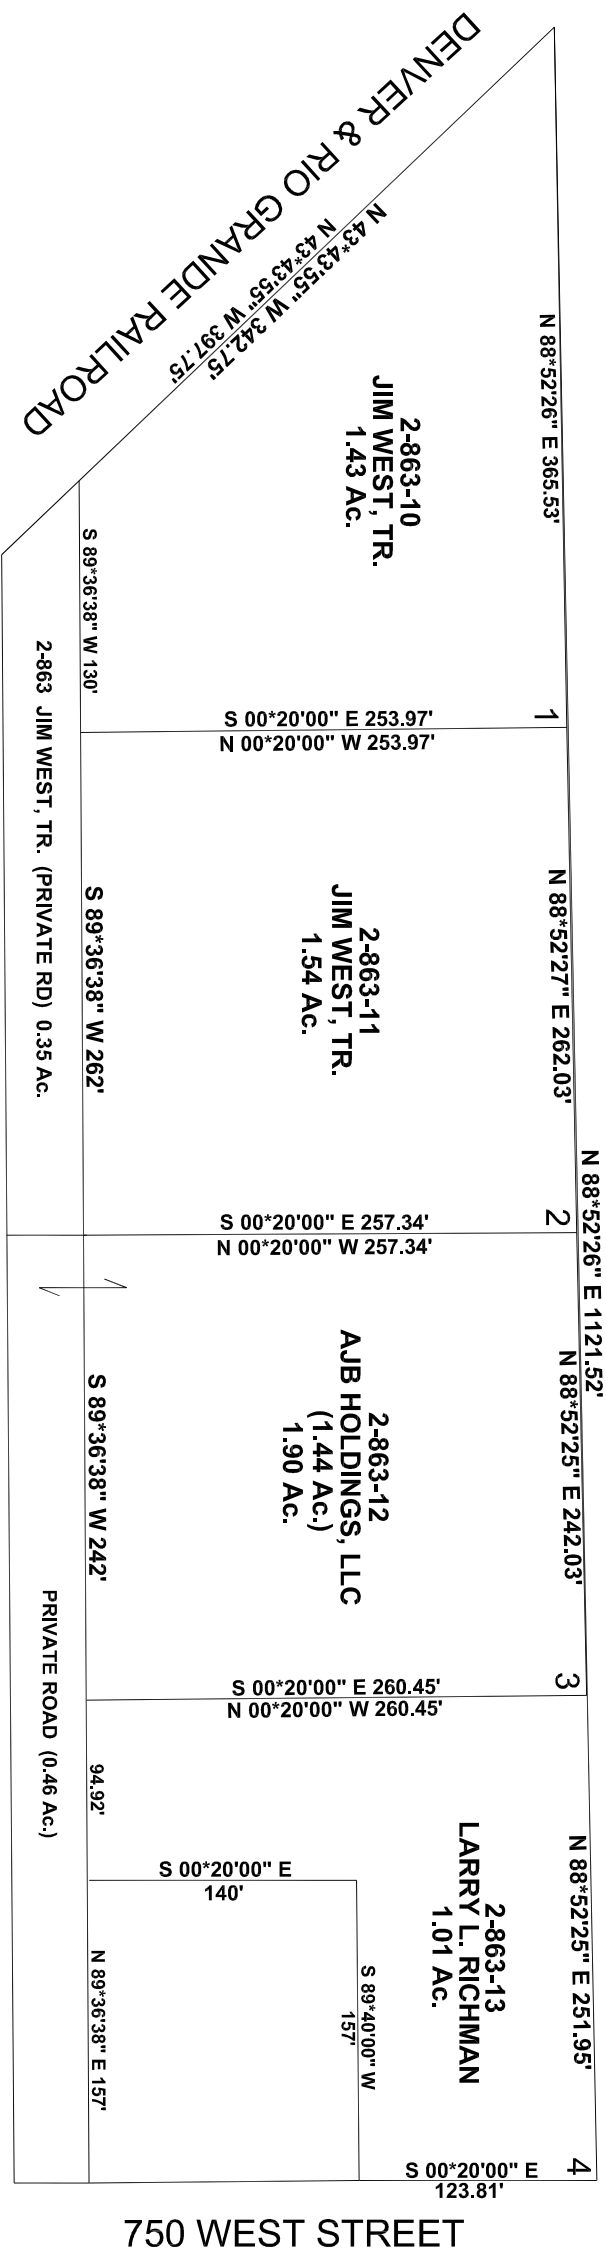 DENVER & RIO GRANDE RAILROAD
N 43*43'55" W 342.75'
N 43*43'55" W 397.75'
N 88*52'26" E 365.53'
2-863-10
JIM WEST, TR.
1.43 Ac.
S 89*36'38" W 130'
1
S 00*20'00" E 253.97'
N 00*20'00" W 253.97'
N 88*52'27" E 262.03'
2-863-11
JIM WEST, TR.
1.54 Ac.
S 89*36'38" W 262'
2-863 JIM WEST, TR. (PRIVATE RD) 0.35 Ac.
N 88*52'26" E 1121.52'
2
S 00*20'00" E 257.34'
N 00*20'00" W 257.34'
N 88*52'25" E 242.03'
2-863-12
AJB HOLDINGS, LLC
(1.44 Ac.)
1.90 Ac.
S 89*36'38" W 242'
PRIVATE ROAD (0.46 Ac.)
3
S 00*20'00" E 260.45'
N 00*20'00" W 260.45'
N 88*52'25" E 251.95'
2-863-13
LARRY L. RICHMAN
1.01 Ac.
94.92'
S 00*20'00" E
140'
S 89*40'00" W
157'
N 89*36'38" E 157'
4
S 00*20'00" E
123.81'
750 WEST STREET